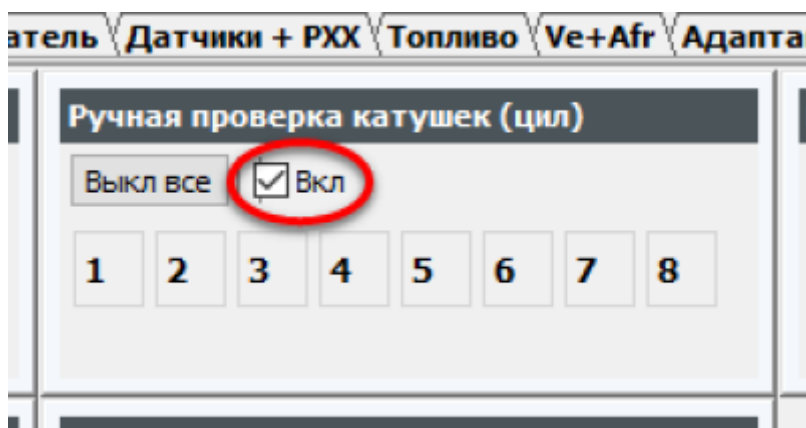 атель Датчики + РХХ Топливо Ve+Afr Адапта
Ручная проверка катушек (цил)
Выкл все Вкл
1 2 3 4 5 6 7 8